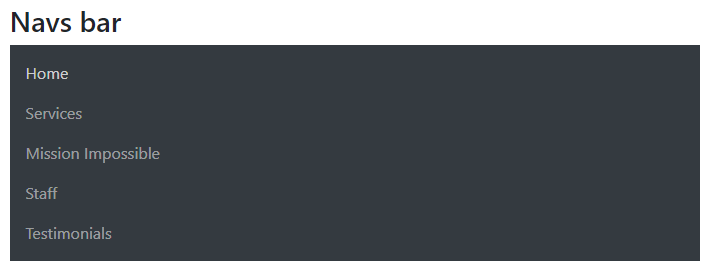 Navs bar
Home
Services
Mission Impossible
Staff
Testimonials